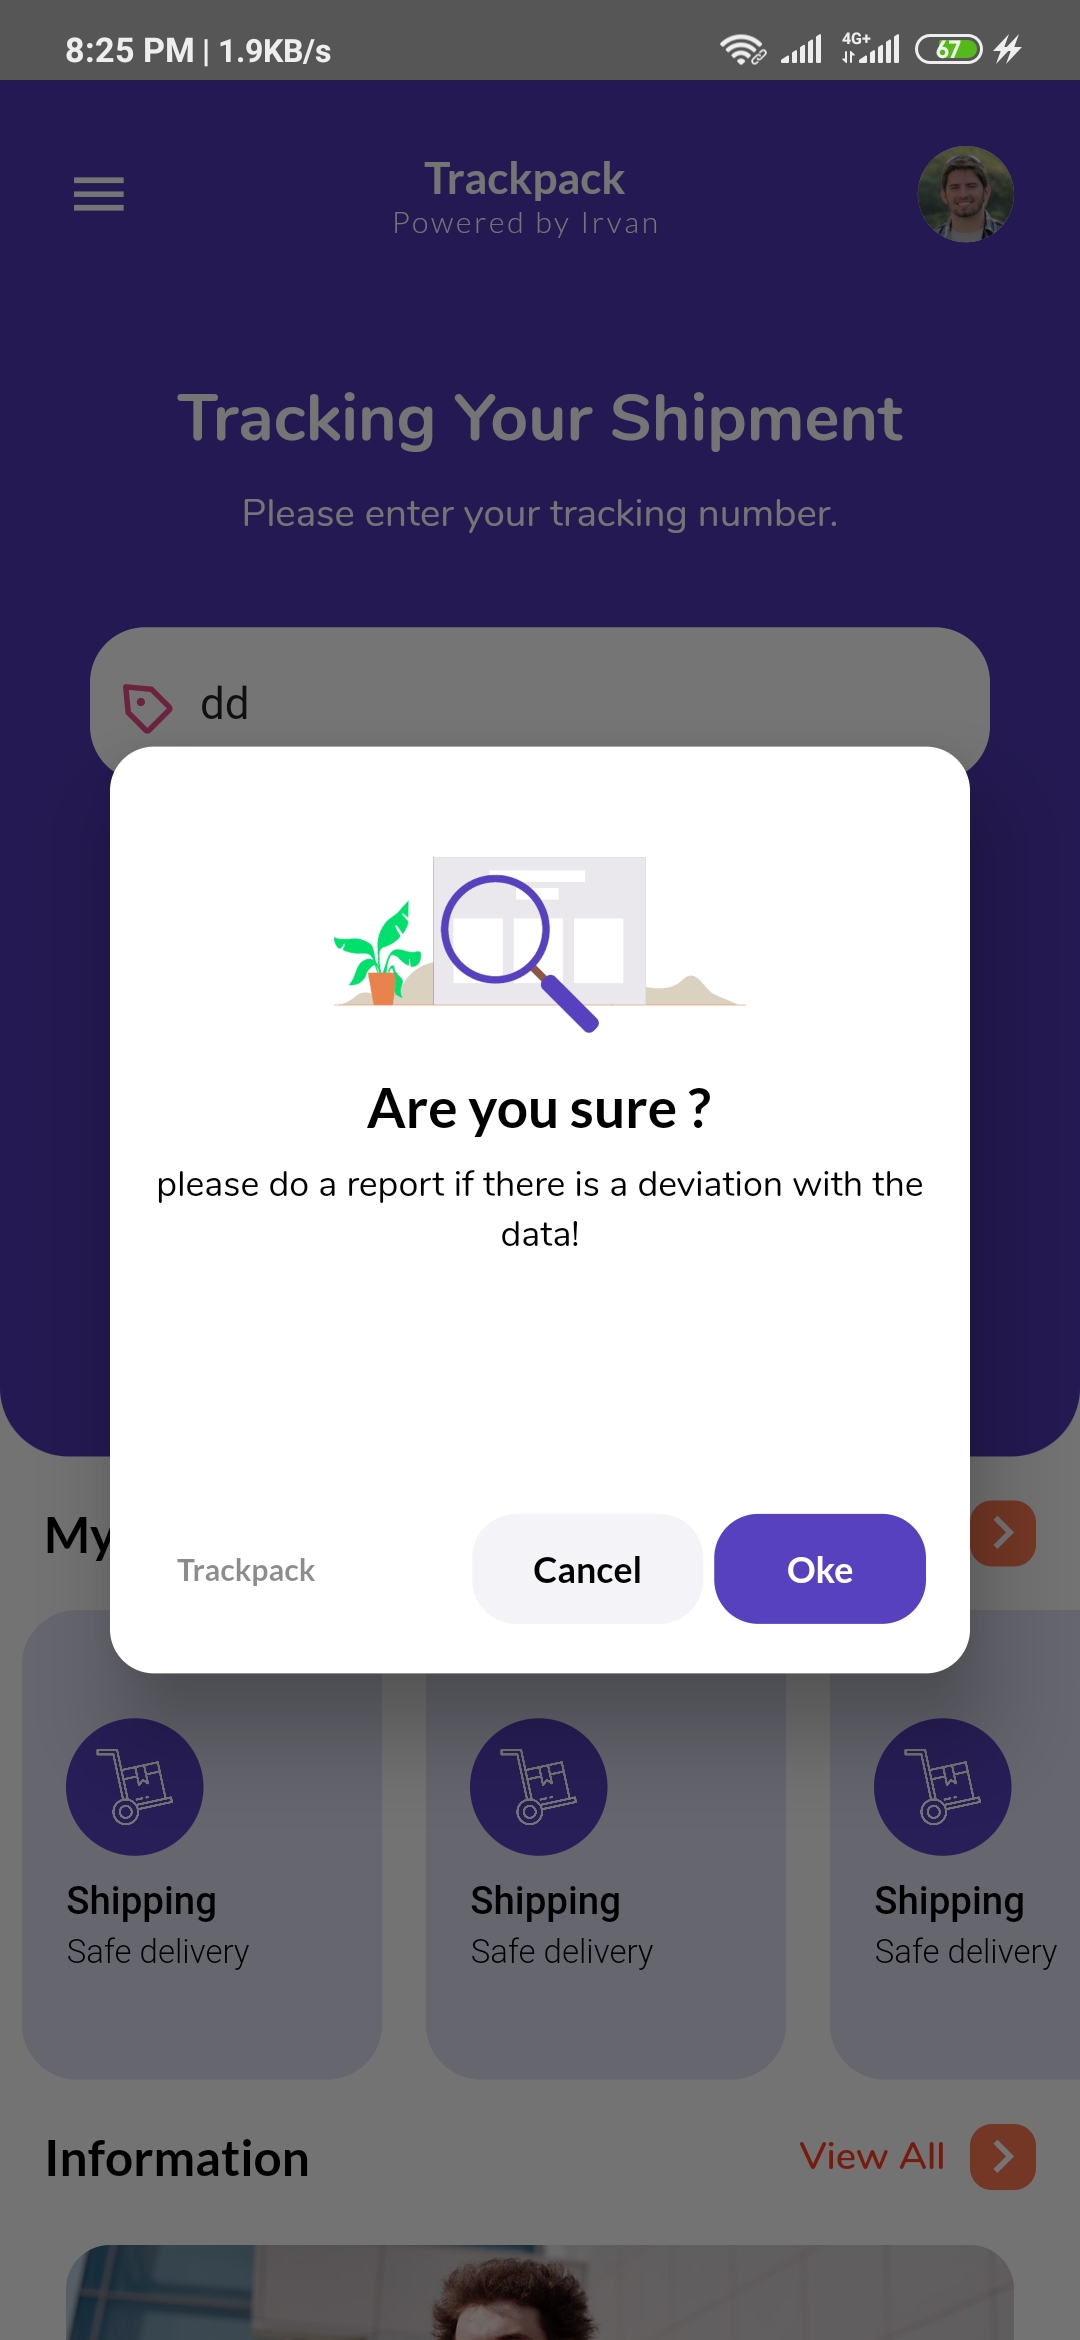 8:25 PM | 1.9KB/s 4G+ 67
Trackpack
Powered by Irvan
Tracking Your Shipment
Please enter your tracking number.
dd
Are you sure ?
please do a report if there is a deviation with the
data!
My
Trackpack Cancel Oke
Shipping Shipping Shipping
Safe delivery Safe delivery Safe delivery
Information View All